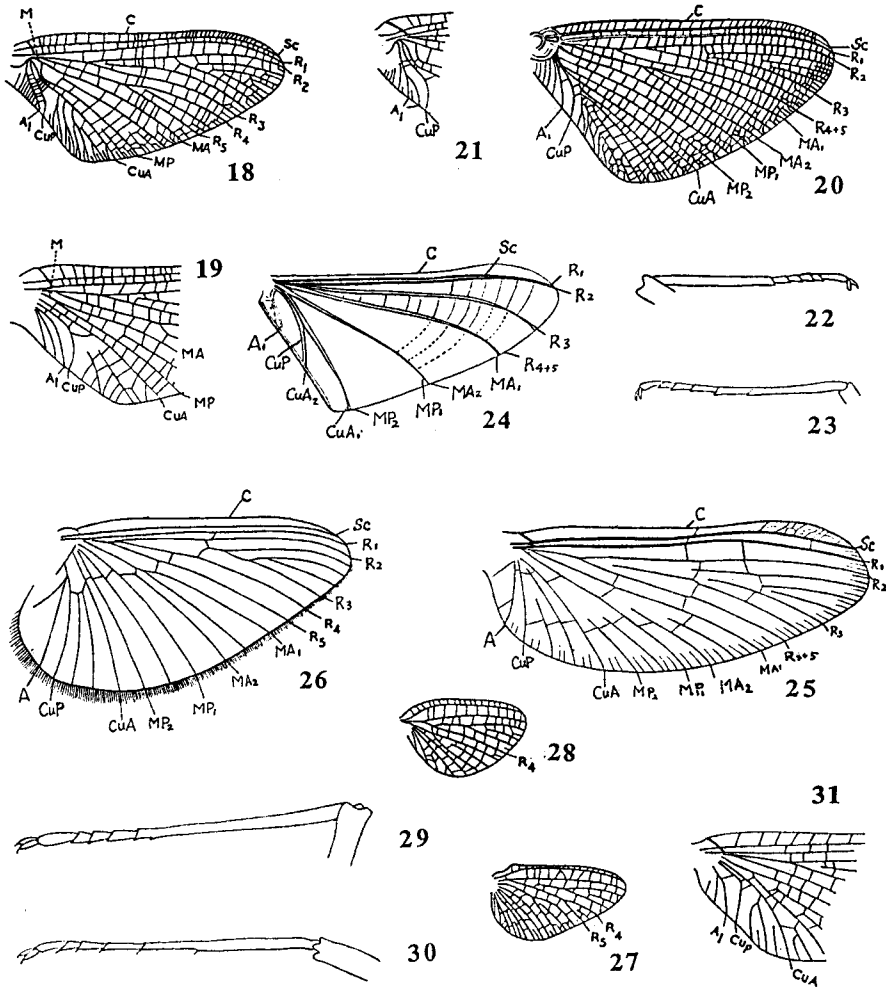 M
C
Sc
R1
R2
R3
R4
R5
MA
MP
CuA
CuP
A1
18
A1
CuP
21
C
Sc
R1
R2
R3
R4+5
MA1
MA2
MP1
MP2
CuA
CuP
A1
20
M
19
MA
MP
CuA
CuP
A1
C
Sc
R1
R2
R3
R4+5
MA1
MA2
MP1
MP2
CuA1
CuA2
CuP
A1
24
22
23
C
Sc
R1
R2
R3
R4
R5
MA1
MA2
MP1
MP2
CuA
CuP
A
26
C
Sc
R1
R2
R3
R4+5
MA1
MA2
MP1
MP2
CuA
CuP
A
25
R4
28
29
30
R4
R5
27
31
A1
CuP
CuA